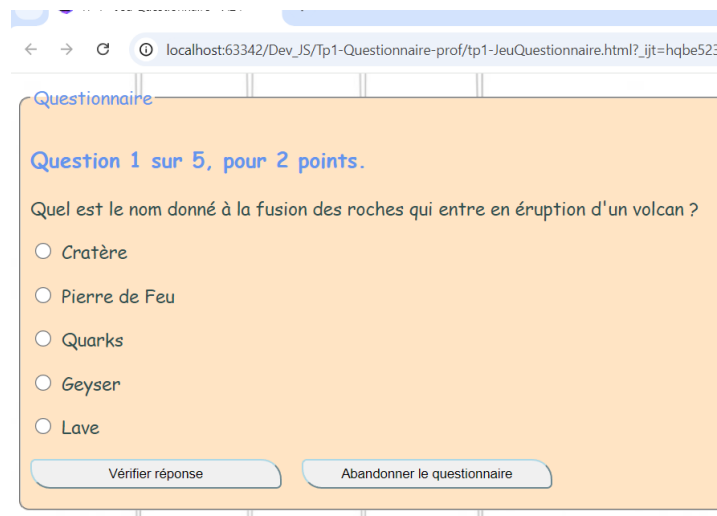 localhost:63342/Dev_JS/Tp1-Questionnaire-prof/tp1-JeuQuestionnaire.html?_ijt=hqbe523
Questionnaire
Question 1 sur 5, pour 2 points.
Quel est le nom donné à la fusion des roches qui entre en éruption d'un volcan ?
Cratère
Pierre de Feu
Quarks
Geyser
Lave
Vérifier réponse
Abandonner le questionnaire